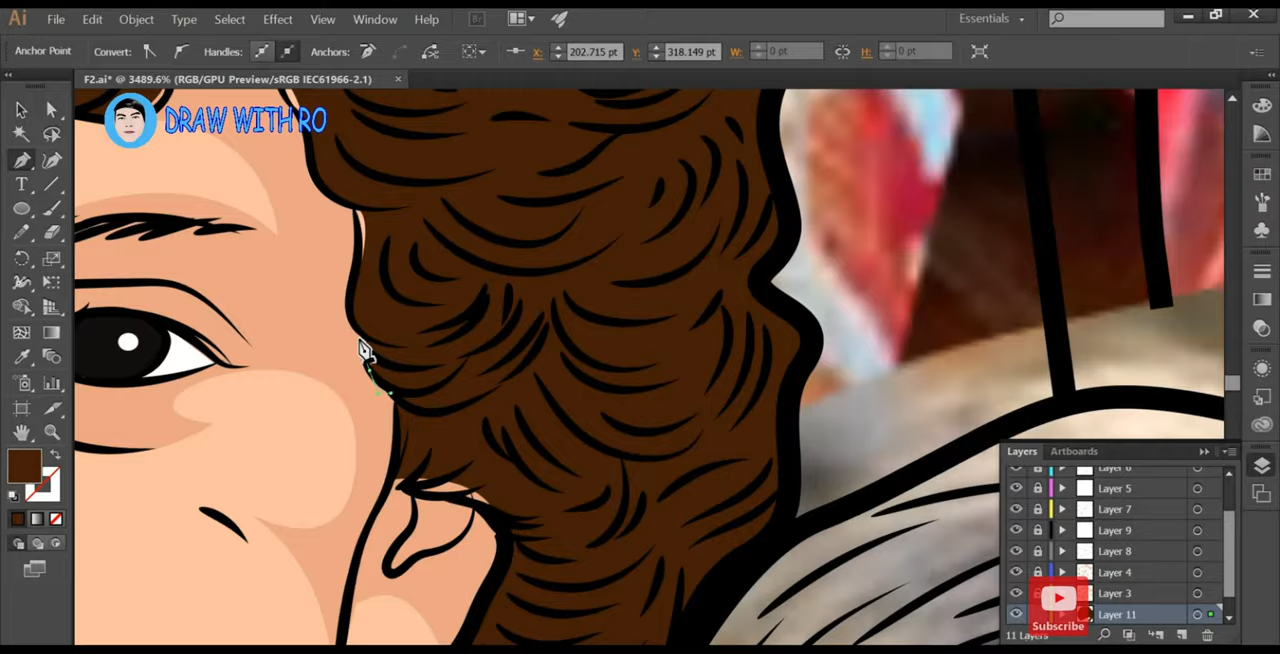 Ai File Edit Object Type Select Effect View Window Help Br Essentials
Anchor Point Convert: Handles: Anchors: X: 202.715 pt Y: 318.149 pt W: 0 pt H: 0 pt
F2.ai* @ 3489.6% (RGB/GPU Preview/sRGB IEC61966-2.1) ×
DRAW WITH RO
Layers Artboards
Layer 6
Layer 5
Layer 7
Layer 9
Layer 8
Layer 4
Layer 3
Layer 11
Subscribe
11 Layers